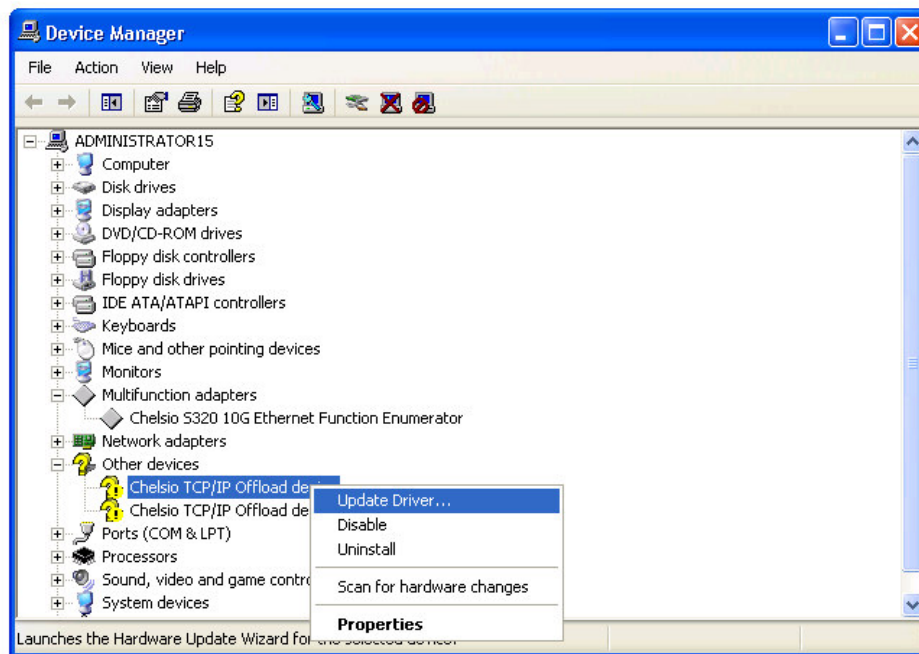 Device Manager
File Action View Help
ADMINISTRATOR15
Computer
Disk drives
Display adapters
DVD/CD-ROM drives
Floppy disk controllers
Floppy disk drives
IDE ATA/ATAPI controllers
Keyboards
Mice and other pointing devices
Monitors
Multifunction adapters
Chelsio S320 10G Ethernet Function Enumerator
Network adapters
Other devices
Chelsio TCP/IP Offload
Chelsio TCP/IP Offload de
Ports (COM & LPT)
Processors
Sound, video and game contro
System devices
Update Driver...
Disable
Uninstall
Scan for hardware changes
Properties
Launches the Hardware Update Wizard for